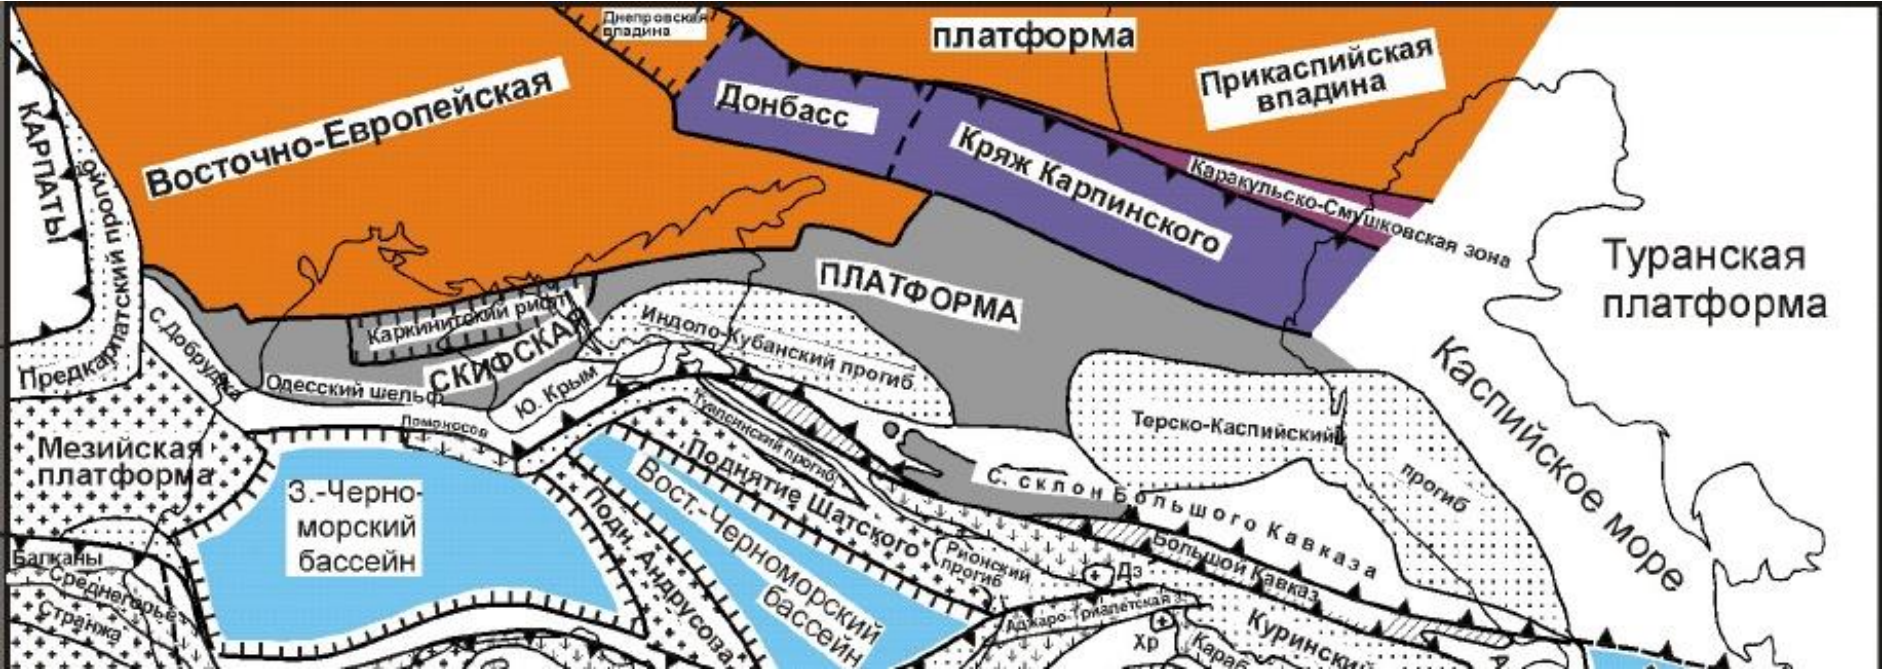 Днепровская
впадина
платформа
Прикаспийская
впадина
Восточно-Европейская
Донбасс
Кряж Карпинского
Каракульско-Смушковская зона
КАРПАТЫ
Предкарпатский прогиб
Туранская
платформа
ПЛАТФОРМА
СКИФСКАЯ
Каркинитский рифт
Индоло-Кубанский прогиб
С.Добруджа
Одесский шельф
Ю. Крым
Ломоносов
Каспийское море
Терско-Каспийский
прогиб
Мезийская
платформа
З.-Черно-
морский
бассейн
Туапсинский прогиб
Поднятие Шатского
Вост.-Черноморский
бассейн
Подн. Андрусова
С. склон Большого Кавказа
Большой Кавказ
Рионский
прогиб
Дз
Аджаро-Триалетская
Хр
Куринский
Караб
Балканы
Среднегорье
Странжа